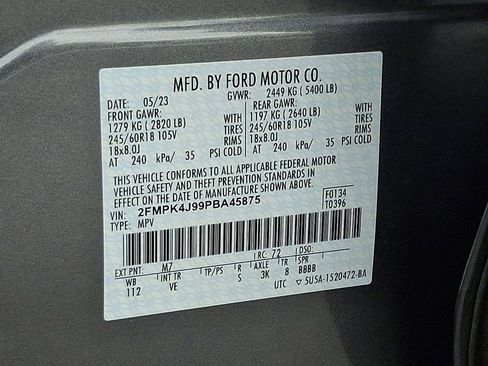 MFD. BY FORD MOTOR CO.
DATE: 05/23 GVWR: 2449 KG ( 5400 LB)
FRONT GAWR: REAR GAWR:
1279 KG ( 2820 LB) WITH 1197 KG ( 2640 LB) WITH
245/60R18 105V TIRES 245/60R18 105V TIRES
18x8.0J RIMS 18x8.0J RIMS
AT 240 kPa/ 35 PSI COLD AT 240 kPa/ 35 PSI COLD
THIS VEHICLE CONFORMS TO ALL APPLICABLE FEDERAL MOTOR
VEHICLE SAFETY AND THEFT PREVENTION STANDARDS IN
EFFECT ON THE DATE OF MANUFACTURE SHOWN ABOVE.
VIN: 2FMPK4J99PBA45875 F0134
TYPE: MPV T0396
EXT PNT: M7 RC: 72 DSO:
WB INT TR TP/PS R AXLE TR SPR
112 VE S 3K 8 BBBB
UTC 5U5A-1520472-BA